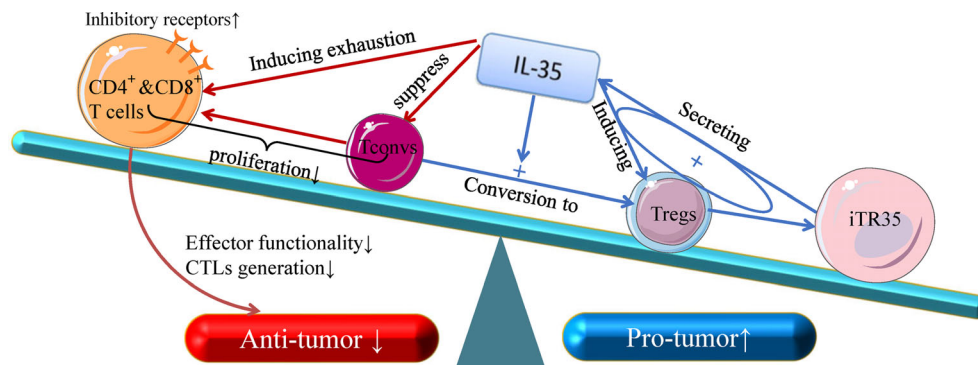 Inhibitory receptors↑
Inducing exhaustion
IL-35
CD4⁺ &CD8⁺
T cells
suppress
Secreting
Inducing
+
Tconvs
proliferation↓
+
Conversion to
Tregs
iTR35
Effector functionality↓
CTLs generation↓
Anti-tumor ↓
Pro-tumor↑